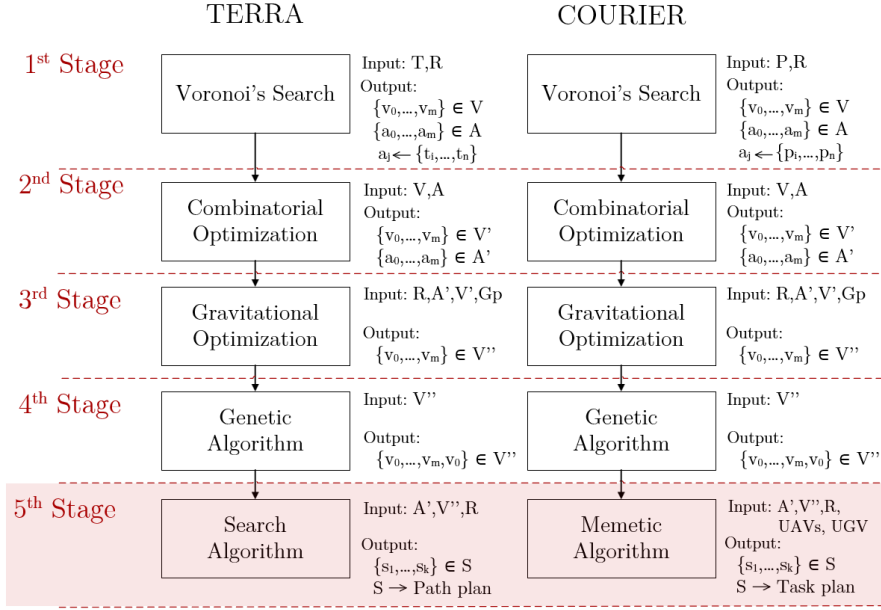 TERRA
COURIER
1st Stage
Voronoi's Search
Input: T,R
Output:
{v0,...,vm} ∈ V
{a0,...,am} ∈ A
aj ← {ti,...,tn}
Voronoi's Search
Input: P,R
Output:
{v0,...,vm} ∈ V
{a0,...,am} ∈ A
aj ← {pi,...,pn}
2nd Stage
Combinatorial
Optimization
Input: V,A
Output:
{v0,...,vm} ∈ V'
{a0,...,am} ∈ A'
Combinatorial
Optimization
Input: V,A
Output:
{v0,...,vm} ∈ V'
{a0,...,am} ∈ A'
3rd Stage
Gravitational
Optimization
Input: R,A',V',Gp
Output:
{v0,...,vm} ∈ V''
Gravitational
Optimization
Input: R,A',V',Gp
Output:
{v0,...,vm} ∈ V''
4th Stage
Genetic
Algorithm
Input: V''
Output:
{v0,...,vm,v0} ∈ V''
Genetic
Algorithm
Input: V''
Output:
{v0,...,vm,v0} ∈ V''
5th Stage
Search
Algorithm
Input: A',V'',R
Output:
{s1,...,sk} ∈ S
S → Path plan
Memetic
Algorithm
Input: A',V'',R,
UAVs, UGV
Output:
{s1,...,sk} ∈ S
S → Task plan